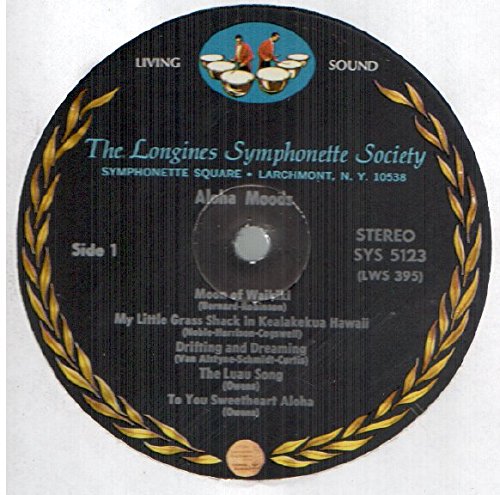 LIVING SOUND
The Longines Symphonette Society
SYMPHONETTE SQUARE • LARCHMONT, N. Y. 10538
Aloha Moods
Side 1
STEREO
SYS 5123
(LWS 395)
Moon of Waikiki
My Little Grass Shack in Kealakekua Hawaii
(Noble-Harrison-Cogswell)
Drifting and Dreaming
(Van Alstyne-Schmidt-Curtis)
The Luau Song
(Owens)
To You Sweetheart Aloha
(Owens)